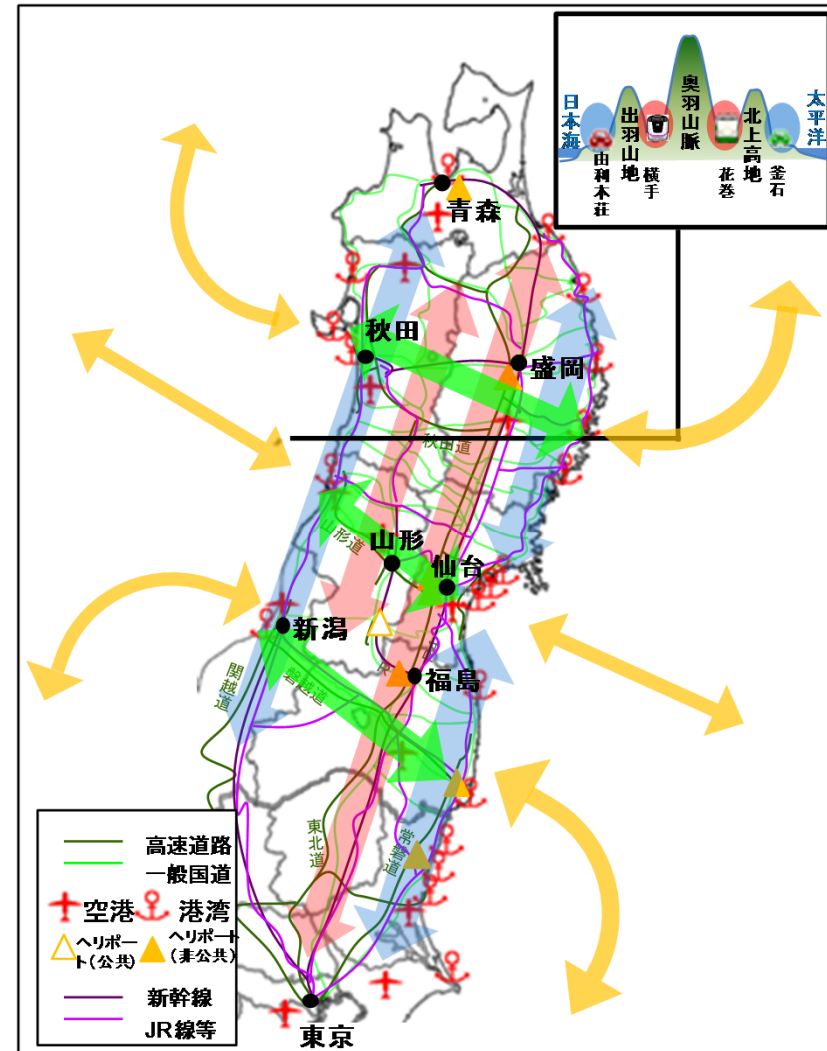 日本海
出羽山地
奥羽山脈
北上高地
太平洋
由利本荘
横手
花巻
釜石
青森
秋田
盛岡
秋田道
山形道
山形
仙台
新潟
福島
関越道
磐越道
東北道
常磐道
高速道路
一般国道
空港
港湾
ヘリポー
ト(公共)
ヘリポート
(非公共)
新幹線
JR線等
東京